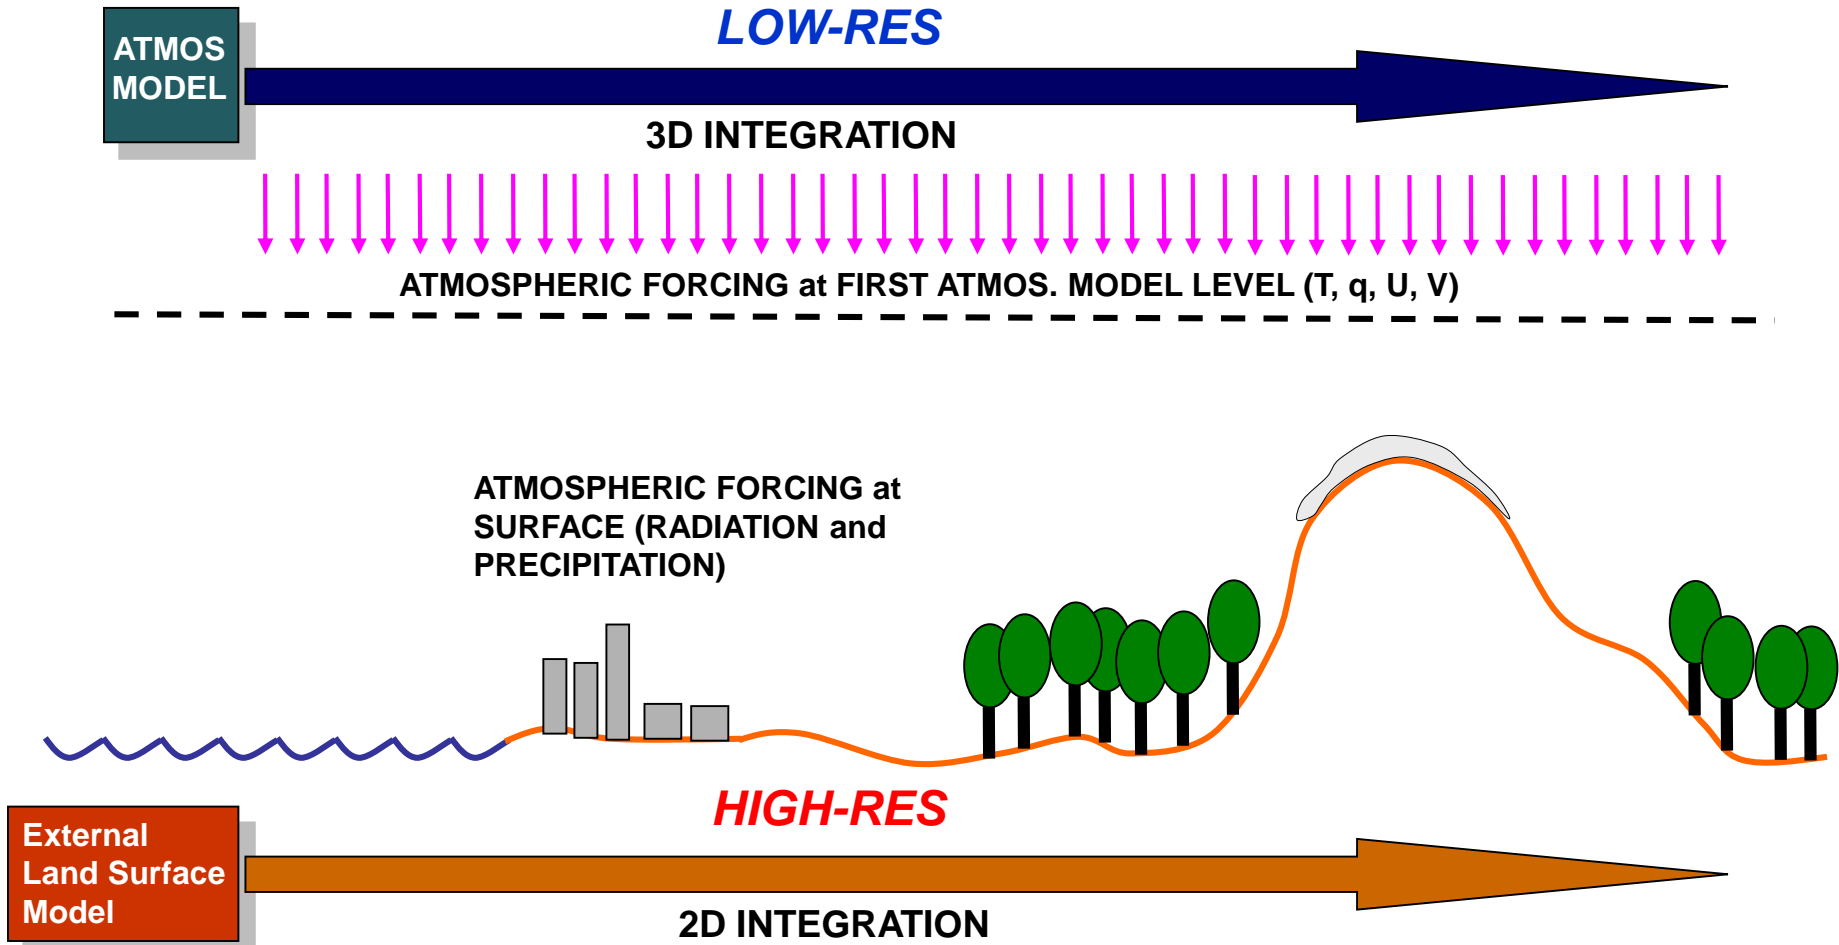 LOW-RES
ATMOS
MODEL
3D INTEGRATION
ATMOSPHERIC FORCING at FIRST ATMOS. MODEL LEVEL (T, q, U, V)
ATMOSPHERIC FORCING at
SURFACE (RADIATION and
PRECIPITATION)
HIGH-RES
External
Land Surface
Model
2D INTEGRATION